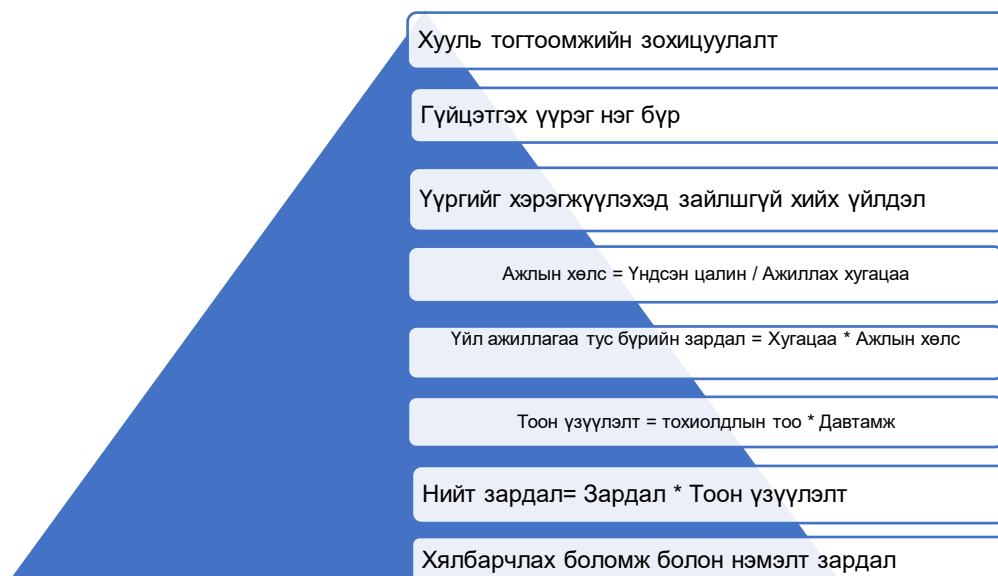 Хууль тогтоомжийн зохицуулалт
Гүйцэтгэх үүрэг нэг бүр
Үүргийг хэрэгжүүлэхэд зайлшгүй хийх үйлдэл
Ажлын хөлс = Үндсэн цалин / Ажиллах хугацаа
Үйл ажиллагаа тус бүрийн зардал = Хугацаа * Ажлын хөлс
Тоон үзүүлэлт = тохиолдлын тоо * Давтамж
Нийт зардал= Зардал * Тоон үзүүлэлт
Хялбарчлах боломж болон нэмэлт зардал